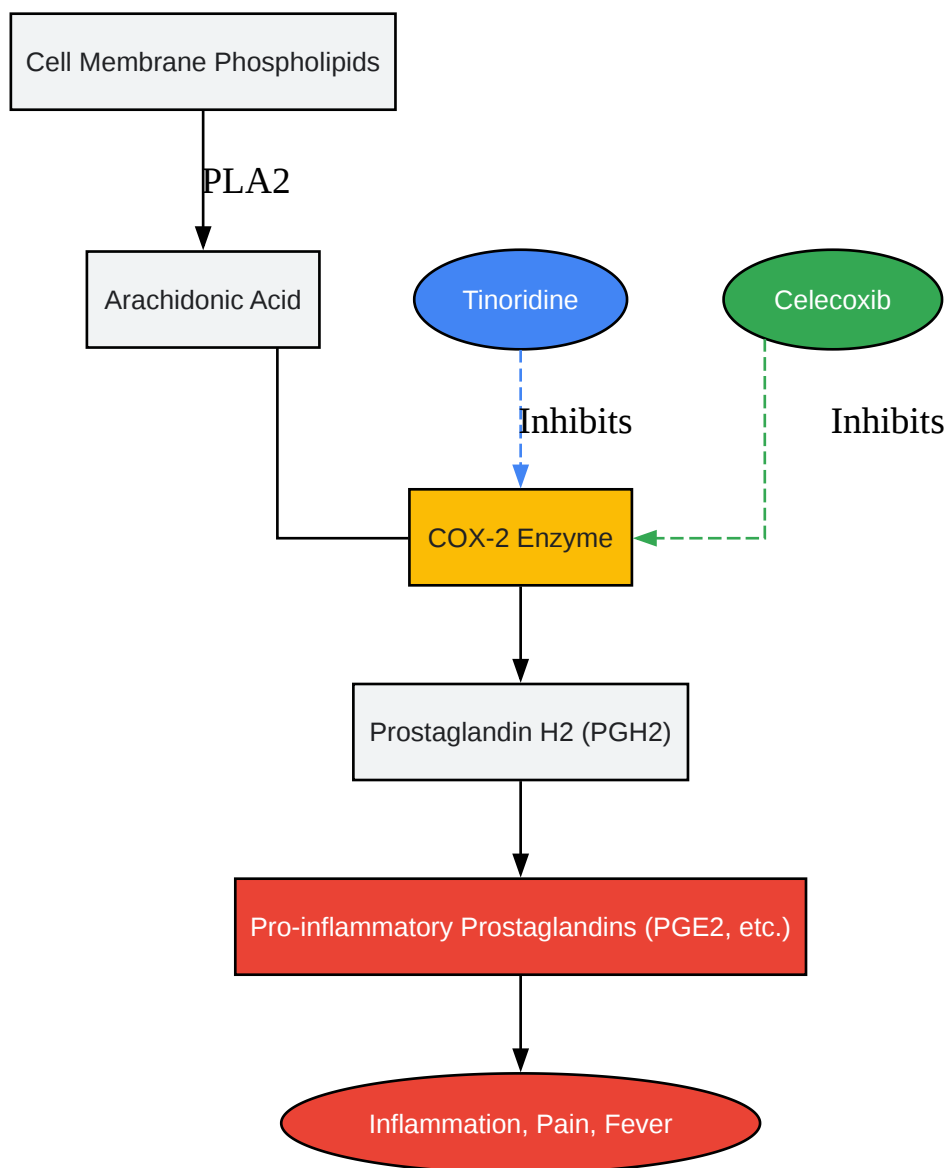 Cell Membrane Phospholipids
PLA2
Arachidonic Acid
Tinoridine
Celecoxib
Inhibits
Inhibits
COX-2 Enzyme
Prostaglandin H2 (PGH2)
Pro-inflammatory Prostaglandins (PGE2, etc.)
Inflammation, Pain, Fever